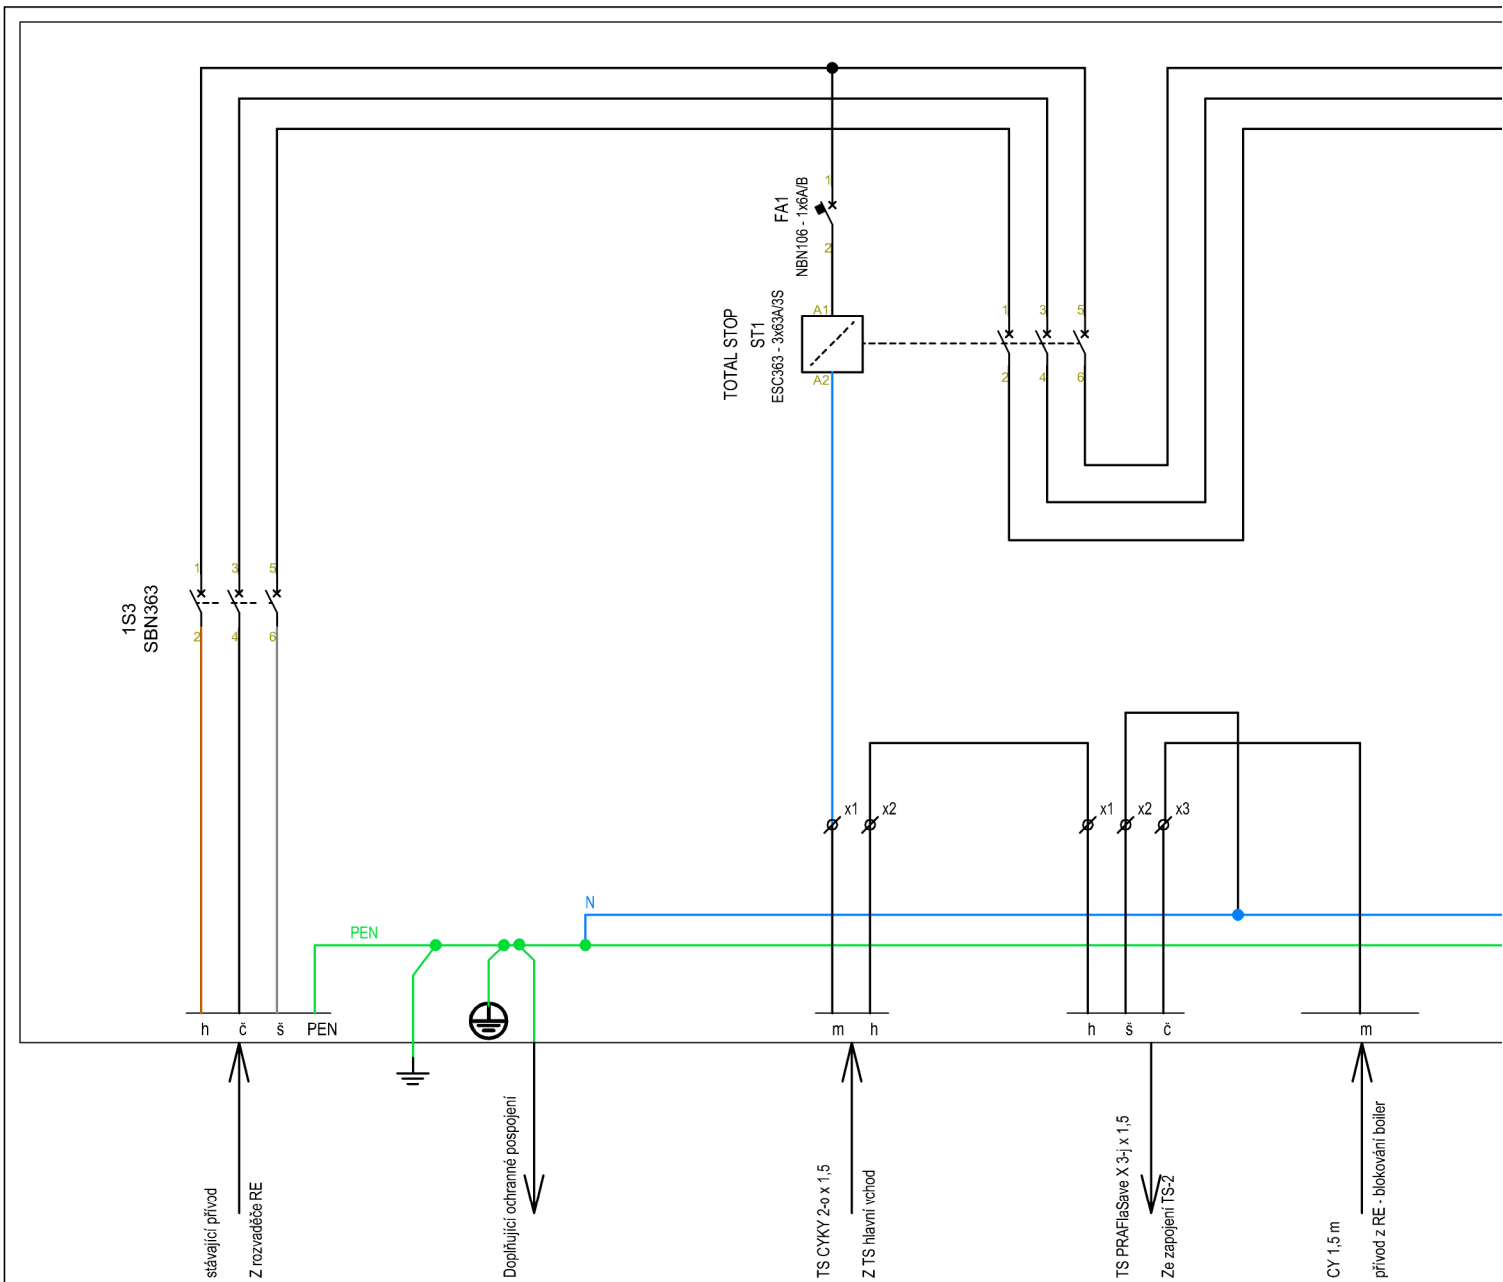 1
FA1
NBN106 - 1x6A/B
2
TOTAL STOP
ST1
ESC363 - 3x63A/3S
A1
A2
1
3
5
2
4
6
1S3
SBN363
1
3
5
2
4
6
x1
x2
x1
x2
x3
N
PEN
h
č
š
PEN
m
h
h
š
č
m
stávající přívod
Z rozvaděče RE
Doplňující ochranné pospojení
TS CYKY 2-o x 1,5
Z TS hlavní vchod
TS PRAFlaSave X 3-j x 1,5
Ze zapojení TS-2
CY 1,5 m
přívod z RE - blokování boiler